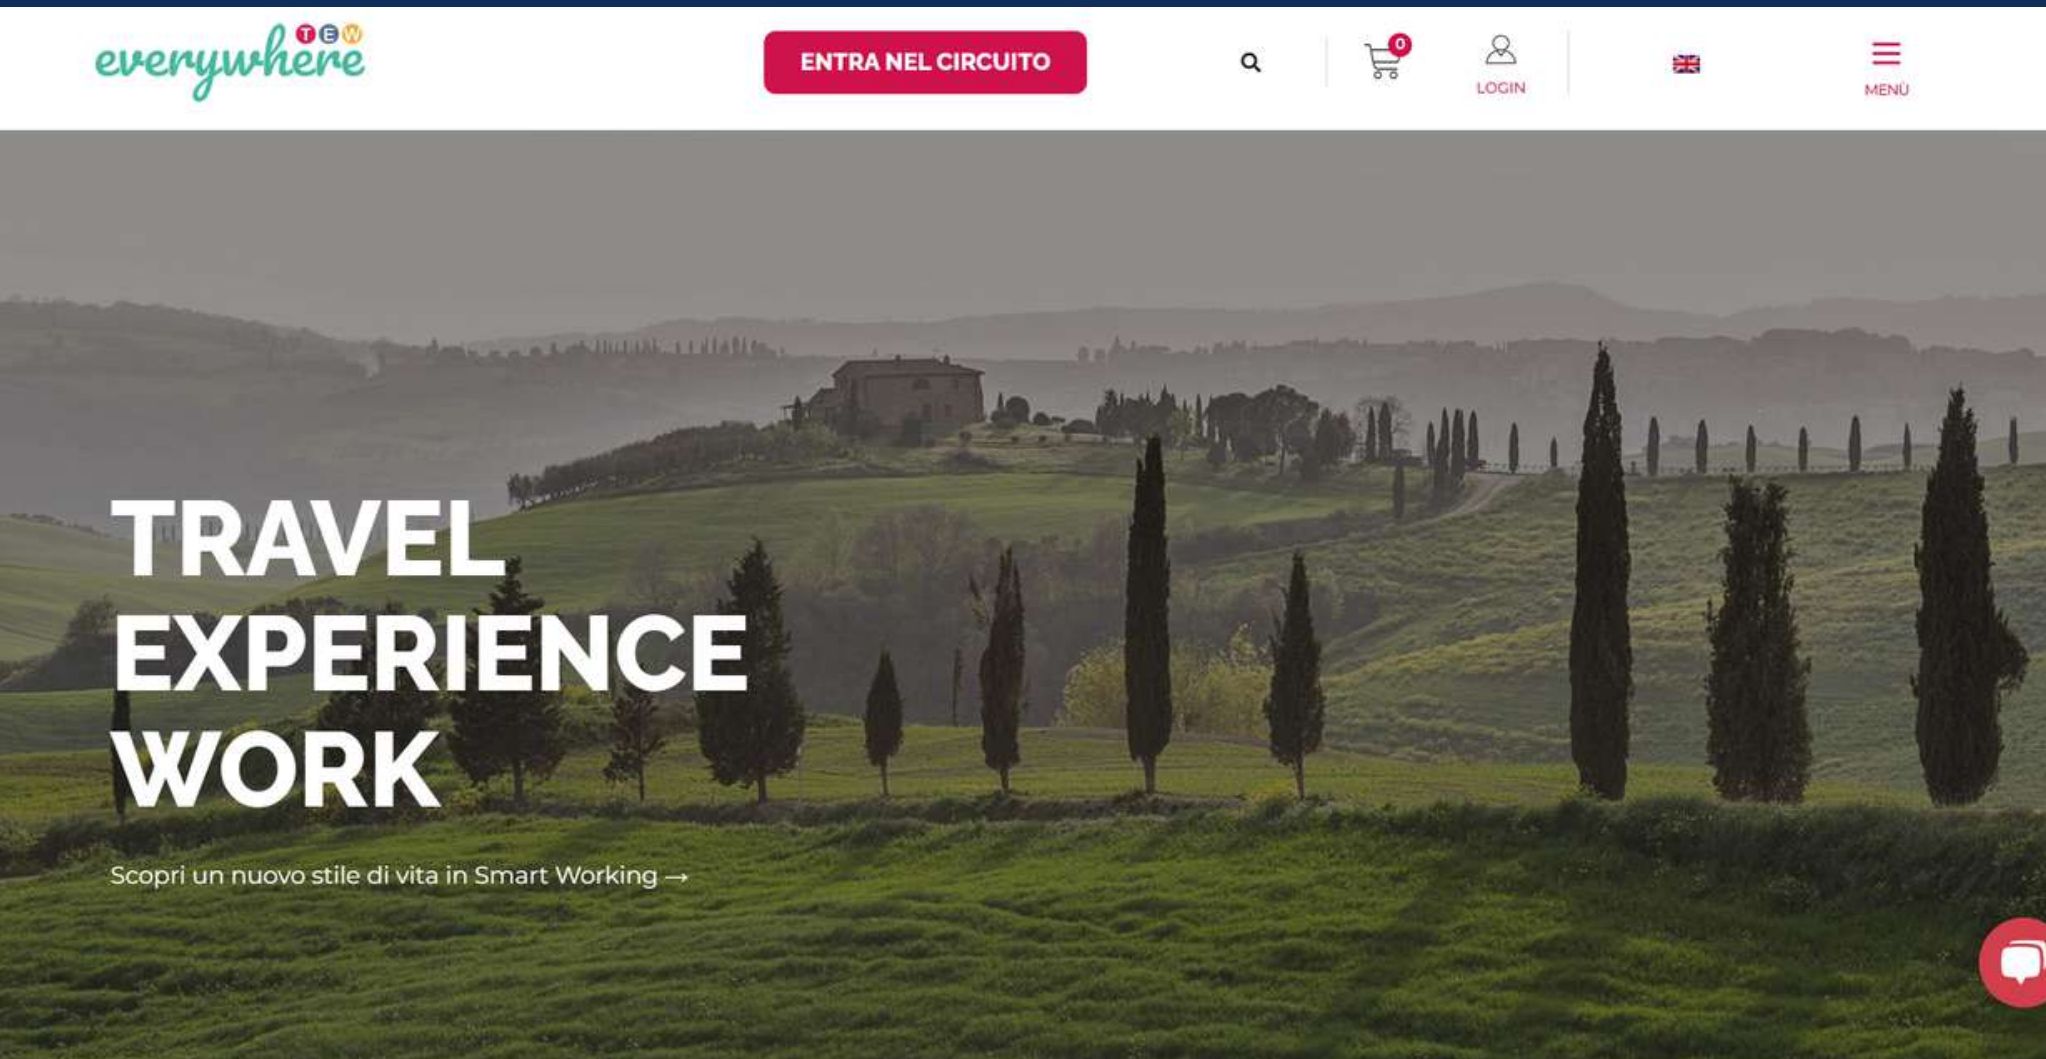 TEW
everywhere
ENTRA NEL CIRCUITO
0
LOGIN
MENÙ
TRAVEL
EXPERIENCE
WORK
Scopri un nuovo stile di vita in Smart Working →